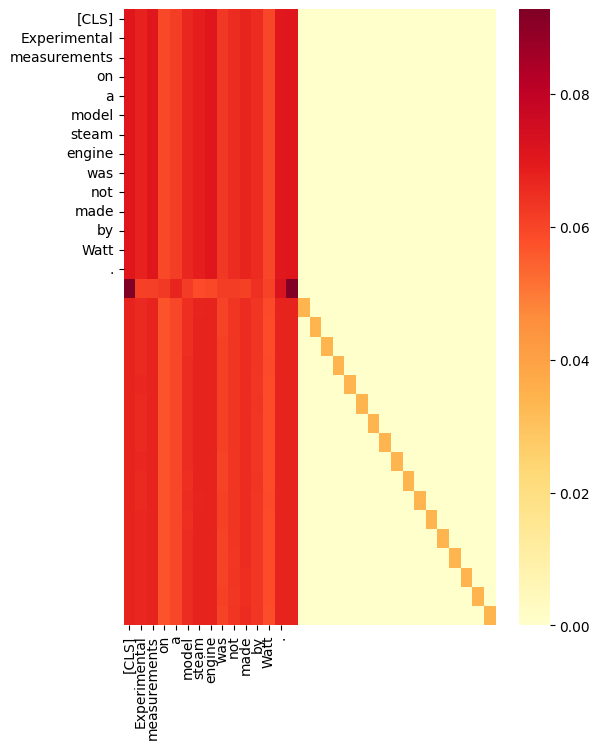 [CLS]
Experimental
measurements
on
a
model
steam
engine
was
not
made
by
Watt
.
0.08
0.06
0.04
0.02
0.00
[CLS]
Experimental
measurements
on
a
model
steam
engine
was
not
made
by
Watt
.